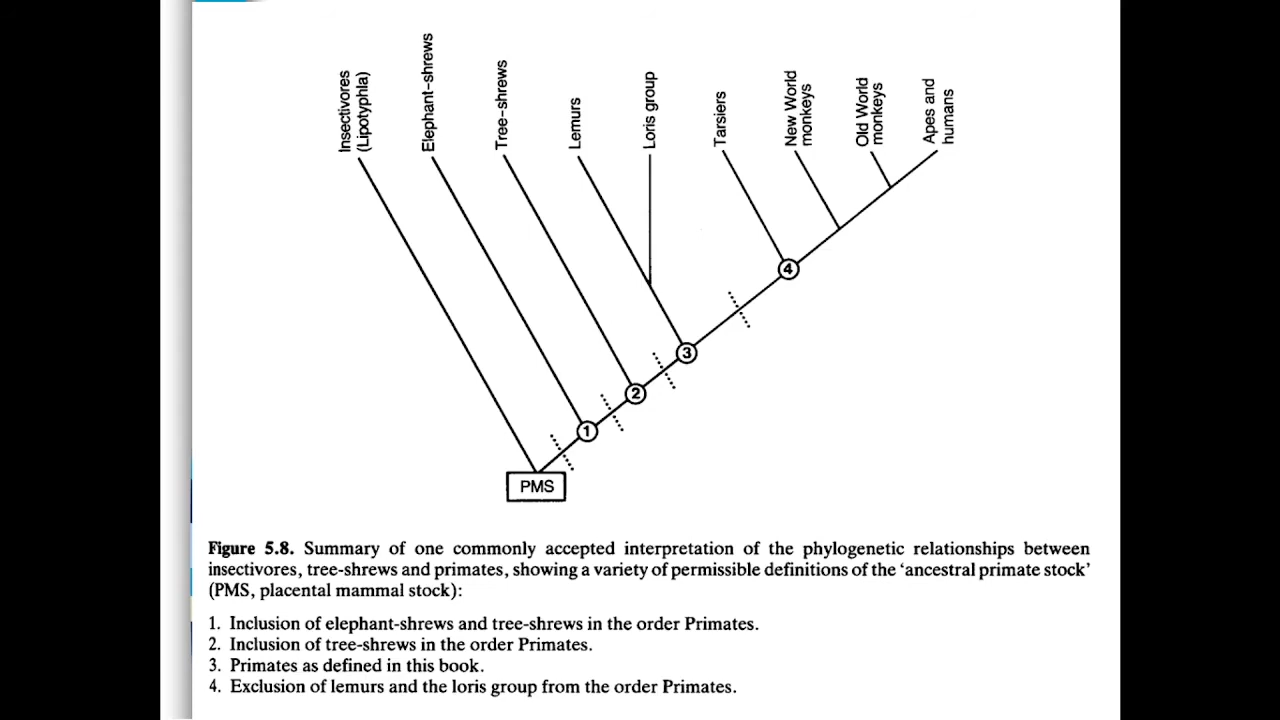 Insectivores
(Lipotyphla)
Elephant-shrews
Tree-shrews
Lemurs
Loris group
Tarsiers
New World
monkeys
Old World
monkeys
Apes and
humans
4
3
2
1
PMS
Figure 5.8. Summary of one commonly accepted interpretation of the phylogenetic relationships between
insectivores, tree-shrews and primates, showing a variety of permissible definitions of the ‘ancestral primate stock’
(PMS, placental mammal stock):
1. Inclusion of elephant-shrews and tree-shrews in the order Primates.
2. Inclusion of tree-shrews in the order Primates.
3. Primates as defined in this book.
4. Exclusion of lemurs and the loris group from the order Primates.